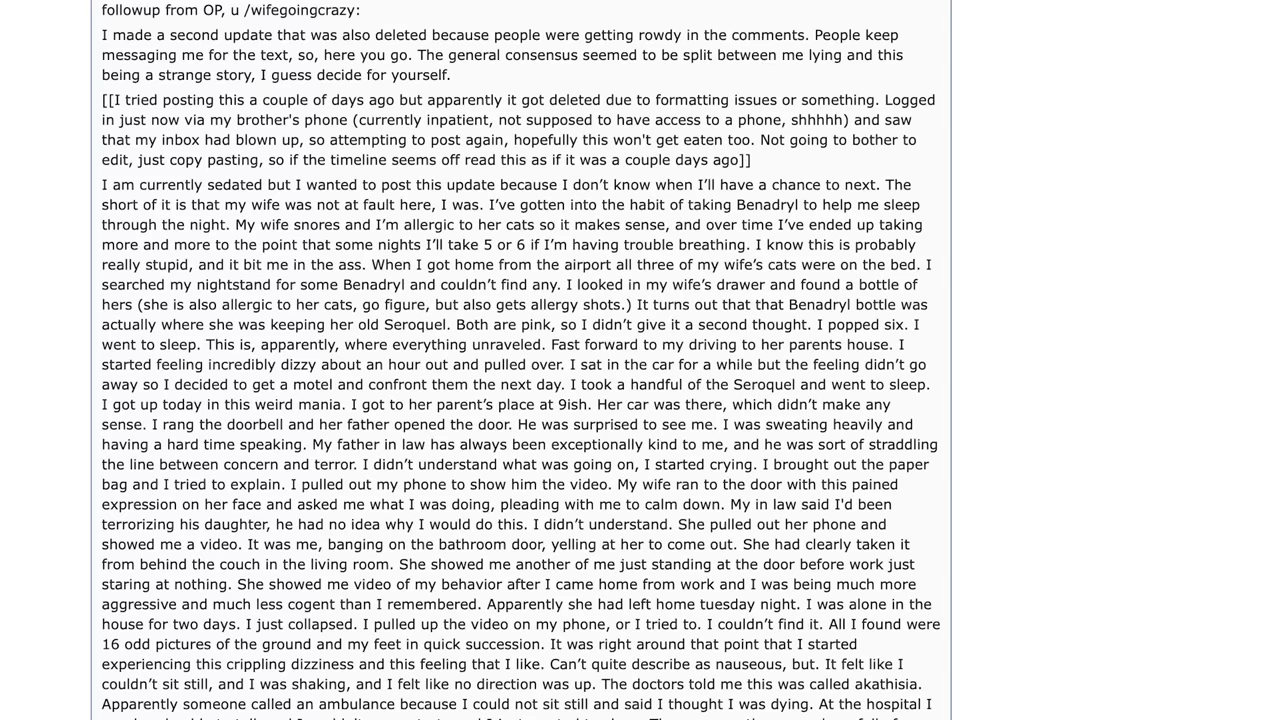 followup from OP, u /wifegoingcrazy:
I made a second update that was also deleted because people were getting rowdy in the comments. People keep
messaging me for the text, so, here you go. The general consensus seemed to be split between me lying and this
being a strange story, I guess decide for yourself.
[[I tried posting this a couple of days ago but apparently it got deleted due to formatting issues or something. Logged
in just now via my brother's phone (currently inpatient, not supposed to have access to a phone, shhhhh) and saw
that my inbox had blown up, so attempting to post again, hopefully this won't get eaten too. Not going to bother to
edit, just copy pasting, so if the timeline seems off read this as if it was a couple days ago]]
I am currently sedated but I wanted to post this update because I don’t know when I’ll have a chance to next. The
short of it is that my wife was not at fault here, I was. I’ve gotten into the habit of taking Benadryl to help me sleep
through the night. My wife snores and I’m allergic to her cats so it makes sense, and over time I’ve ended up taking
more and more to the point that some nights I’ll take 5 or 6 if I’m having trouble breathing. I know this is probably
really stupid, and it bit me in the ass. When I got home from the airport all three of my wife’s cats were on the bed. I
searched my nightstand for some Benadryl and couldn’t find any. I looked in my wife’s drawer and found a bottle of
hers (she is also allergic to her cats, go figure, but also gets allergy shots.) It turns out that that Benadryl bottle was
actually where she was keeping her old Seroquel. Both are pink, so I didn’t give it a second thought. I popped six. I
went to sleep. This is, apparently, where everything unraveled. Fast forward to my driving to her parents house. I
started feeling incredibly dizzy about an hour out and pulled over. I sat in the car for a while but the feeling didn’t go
away so I decided to get a motel and confront them the next day. I took a handful of the Seroquel and went to sleep.
I got up today in this weird mania. I got to her parent’s place at 9ish. Her car was there, which didn’t make any
sense. I rang the doorbell and her father opened the door. He was surprised to see me. I was sweating heavily and
having a hard time speaking. My father in law has always been exceptionally kind to me, and he was sort of straddling
the line between concern and terror. I didn’t understand what was going on, I started crying. I brought out the paper
bag and I tried to explain. I pulled out my phone to show him the video. My wife ran to the door with this pained
expression on her face and asked me what I was doing, pleading with me to calm down. My in law said I'd been
terrorizing his daughter, he had no idea why I would do this. I didn’t understand. She pulled out her phone and
showed me a video. It was me, banging on the bathroom door, yelling at her to come out. She had clearly taken it
from behind the couch in the living room. She showed me another of me just standing at the door before work just
staring at nothing. She showed me video of my behavior after I came home from work and I was being much more
aggressive and much less cogent than I remembered. Apparently she had left home tuesday night. I was alone in the
house for two days. I just collapsed. I pulled up the video on my phone, or I tried to. I couldn’t find it. All I found were
16 odd pictures of the ground and my feet in quick succession. It was right around that point that I started
experiencing this crippling dizziness and this feeling that I like. Can’t quite describe as nauseous, but. It felt like I
couldn’t sit still, and I was shaking, and I felt like no direction was up. The doctors told me this was called akathisia.
Apparently someone called an ambulance because I could not sit still and said I thought I was dying. At the hospital I